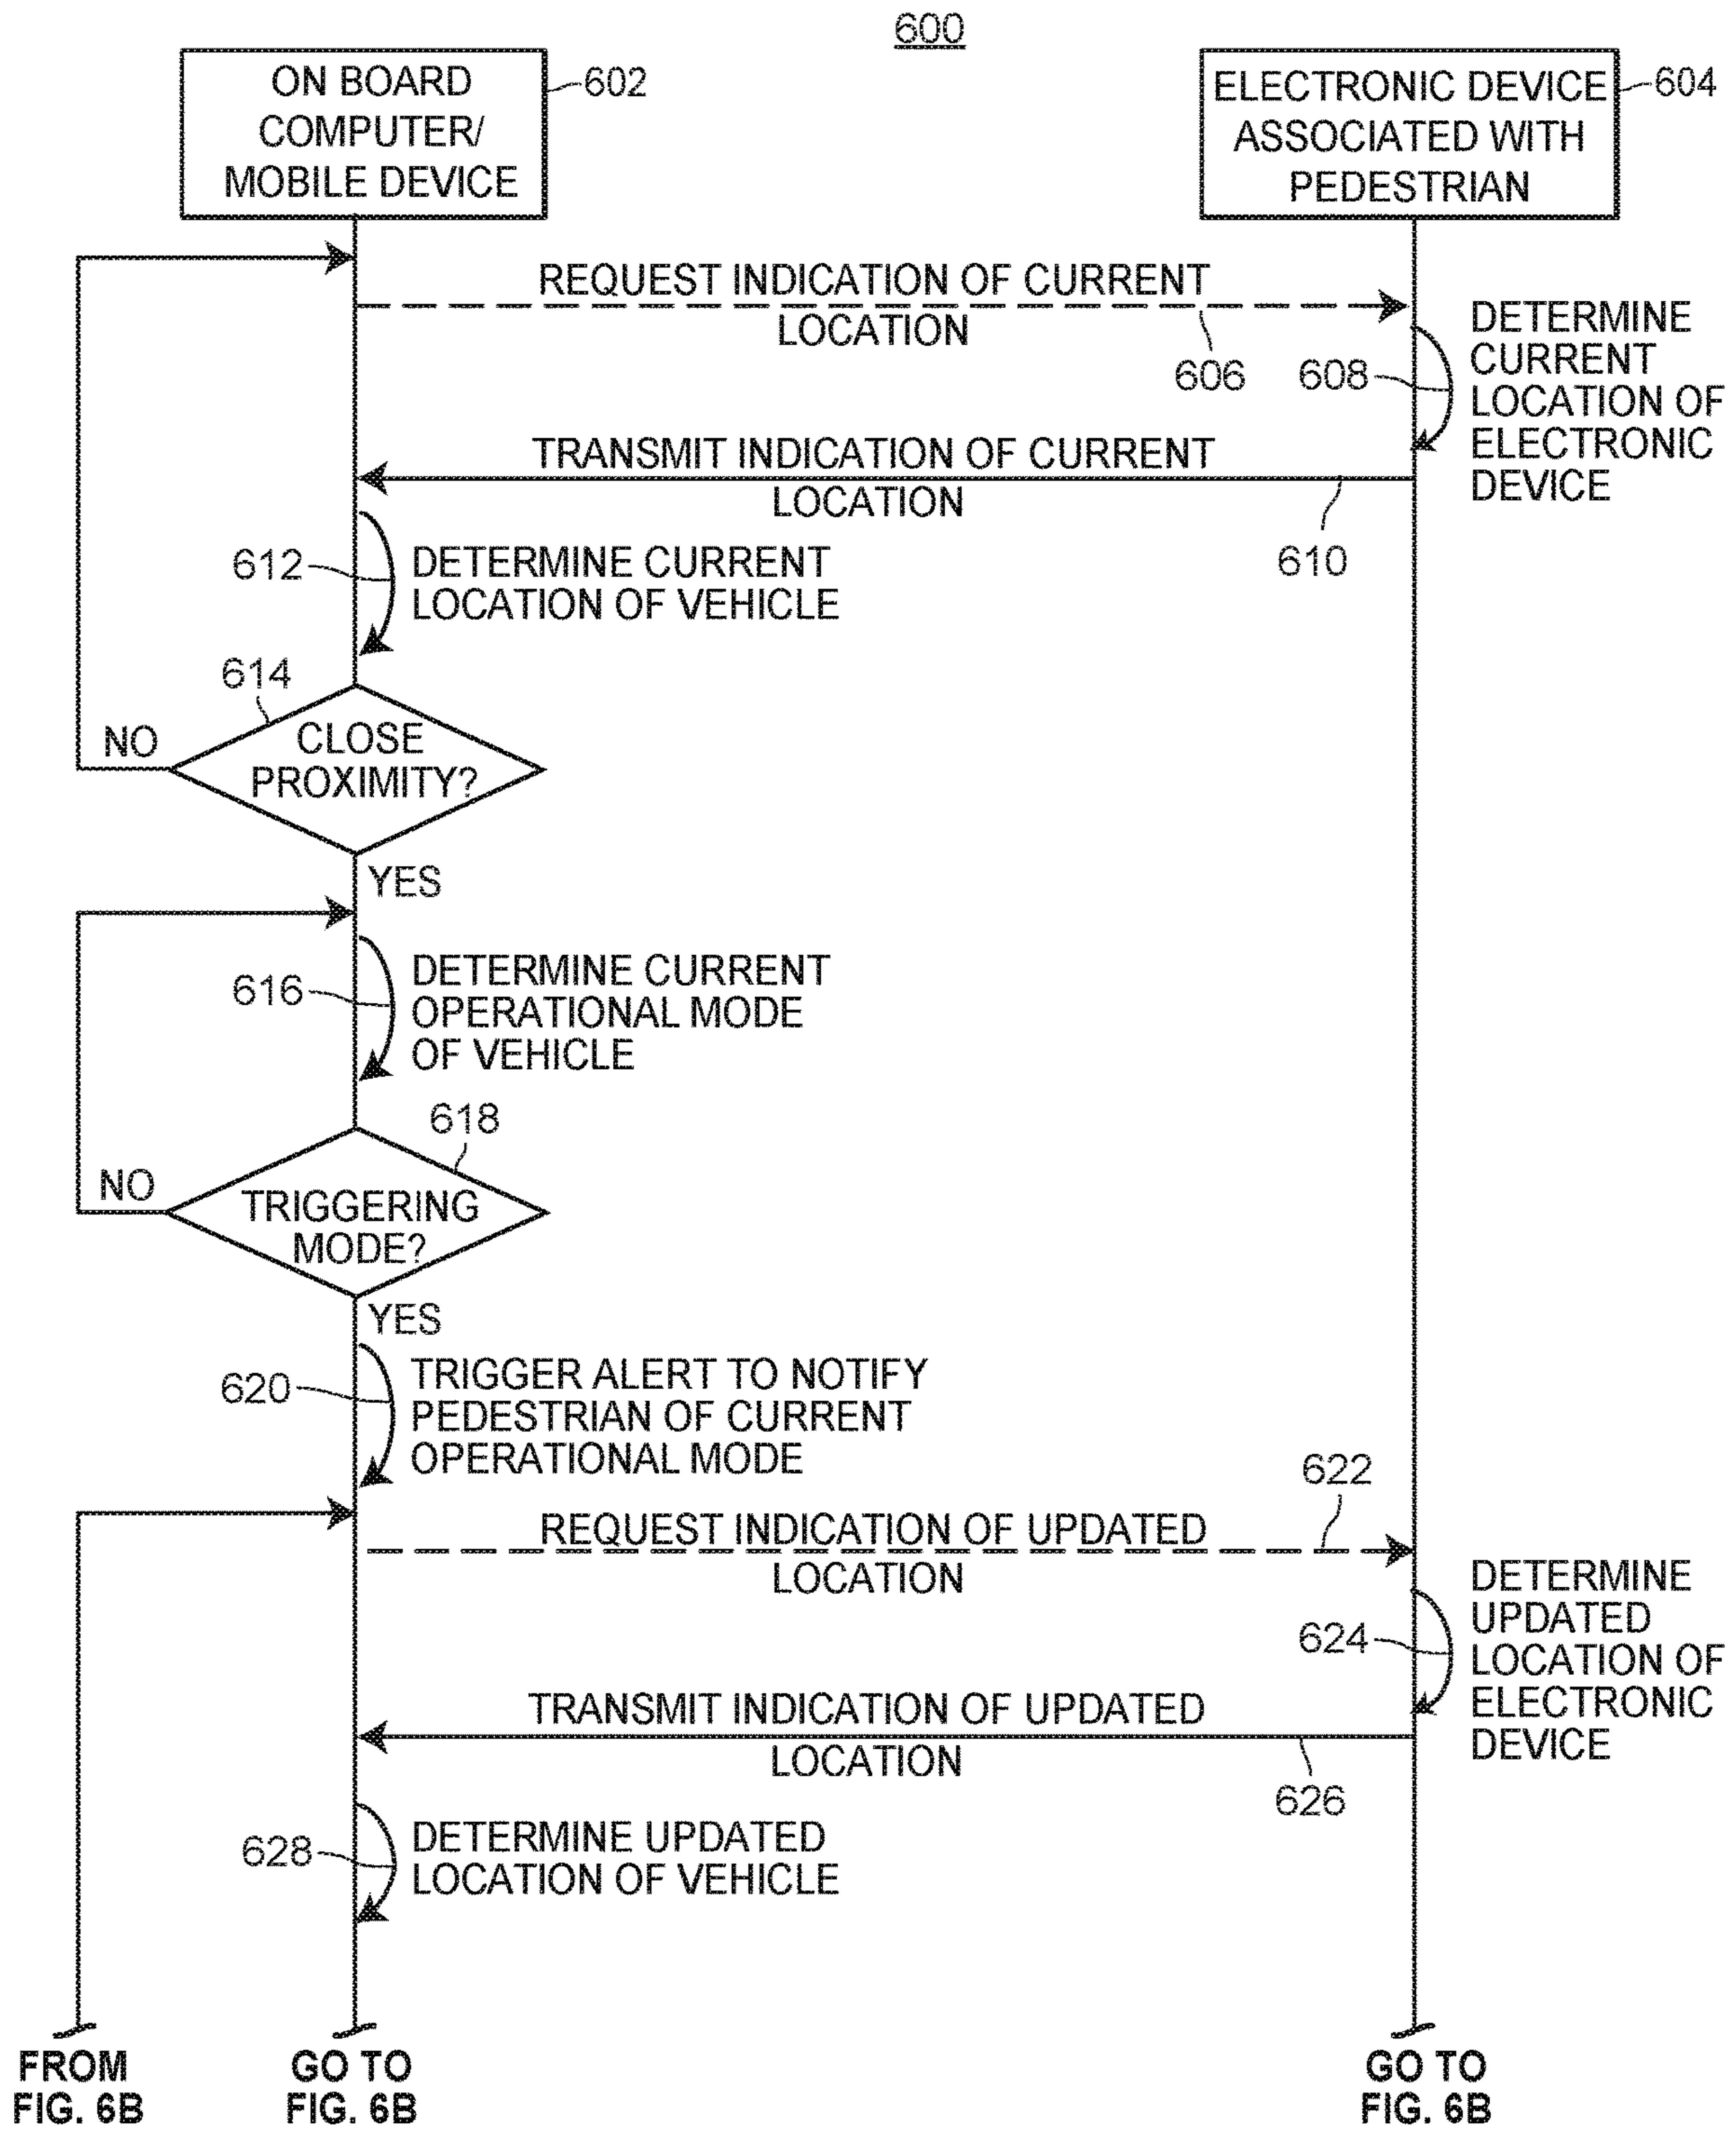 600
ON BOARD
COMPUTER/
MOBILE DEVICE
602
ELECTRONIC DEVICE
ASSOCIATED WITH
PEDESTRIAN
604
REQUEST INDICATION OF CURRENT
LOCATION
606
608
DETERMINE
CURRENT
LOCATION OF
ELECTRONIC
DEVICE
TRANSMIT INDICATION OF CURRENT
LOCATION
610
612
DETERMINE CURRENT
LOCATION OF VEHICLE
614
NO
CLOSE
PROXIMITY?
YES
616
DETERMINE CURRENT
OPERATIONAL MODE
OF VEHICLE
618
NO
TRIGGERING
MODE?
YES
620
TRIGGER ALERT TO NOTIFY
PEDESTRIAN OF CURRENT
OPERATIONAL MODE
622
REQUEST INDICATION OF UPDATED
LOCATION
624
DETERMINE
UPDATED
LOCATION OF
ELECTRONIC
DEVICE
TRANSMIT INDICATION OF UPDATED
LOCATION
626
628
DETERMINE UPDATED
LOCATION OF VEHICLE
FROM
FIG. 6B
GO TO
FIG. 6B
GO TO
FIG. 6B